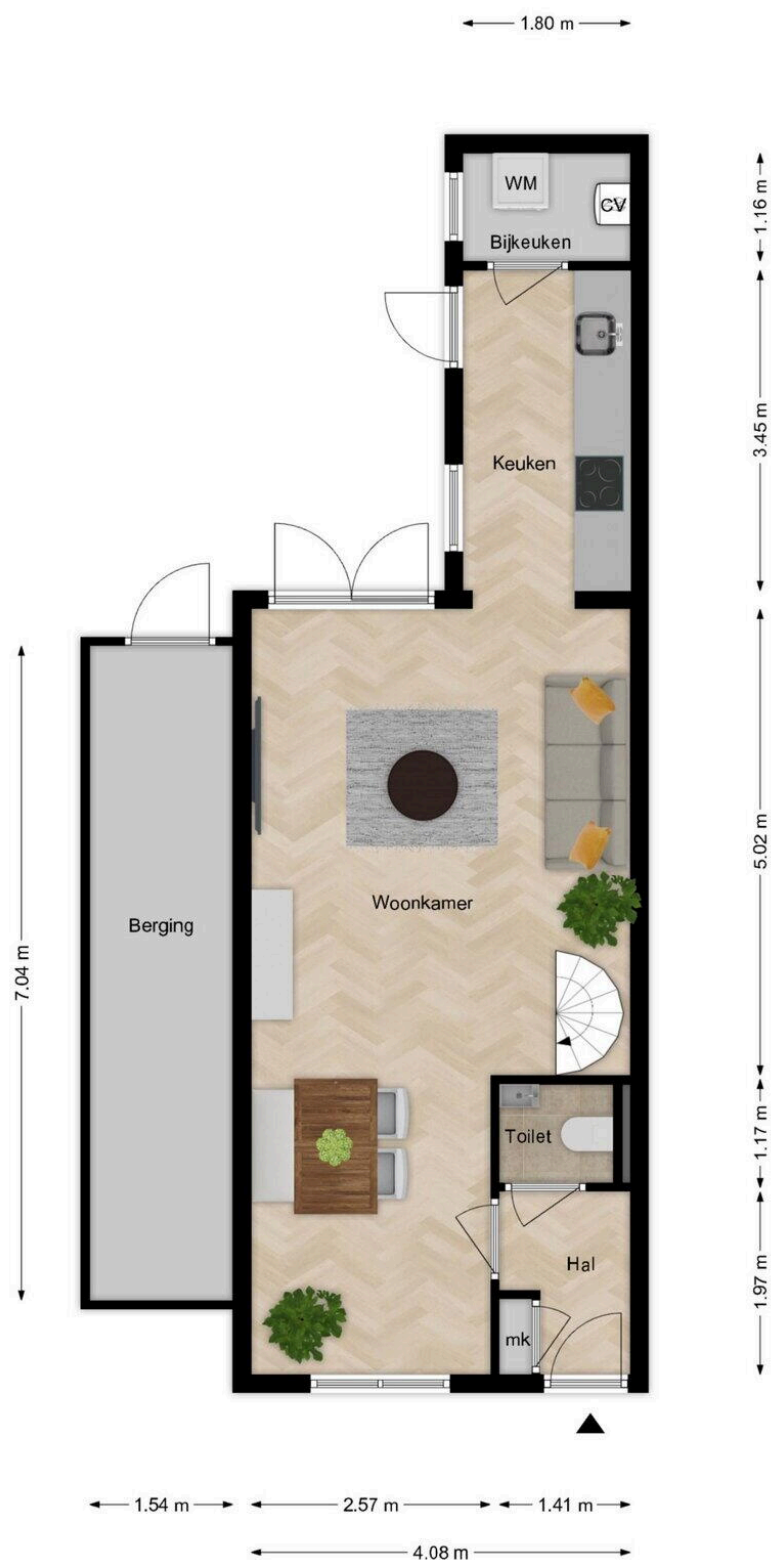 1.80 m
WM
CV
1.16 m
Bijkeuken
3.45 m
Keuken
5.02 m
Woonkamer
Berging
7.04 m
Toilet
1.17 m
Hal
1.97 m
mk
1.54 m
2.57 m
1.41 m
4.08 m